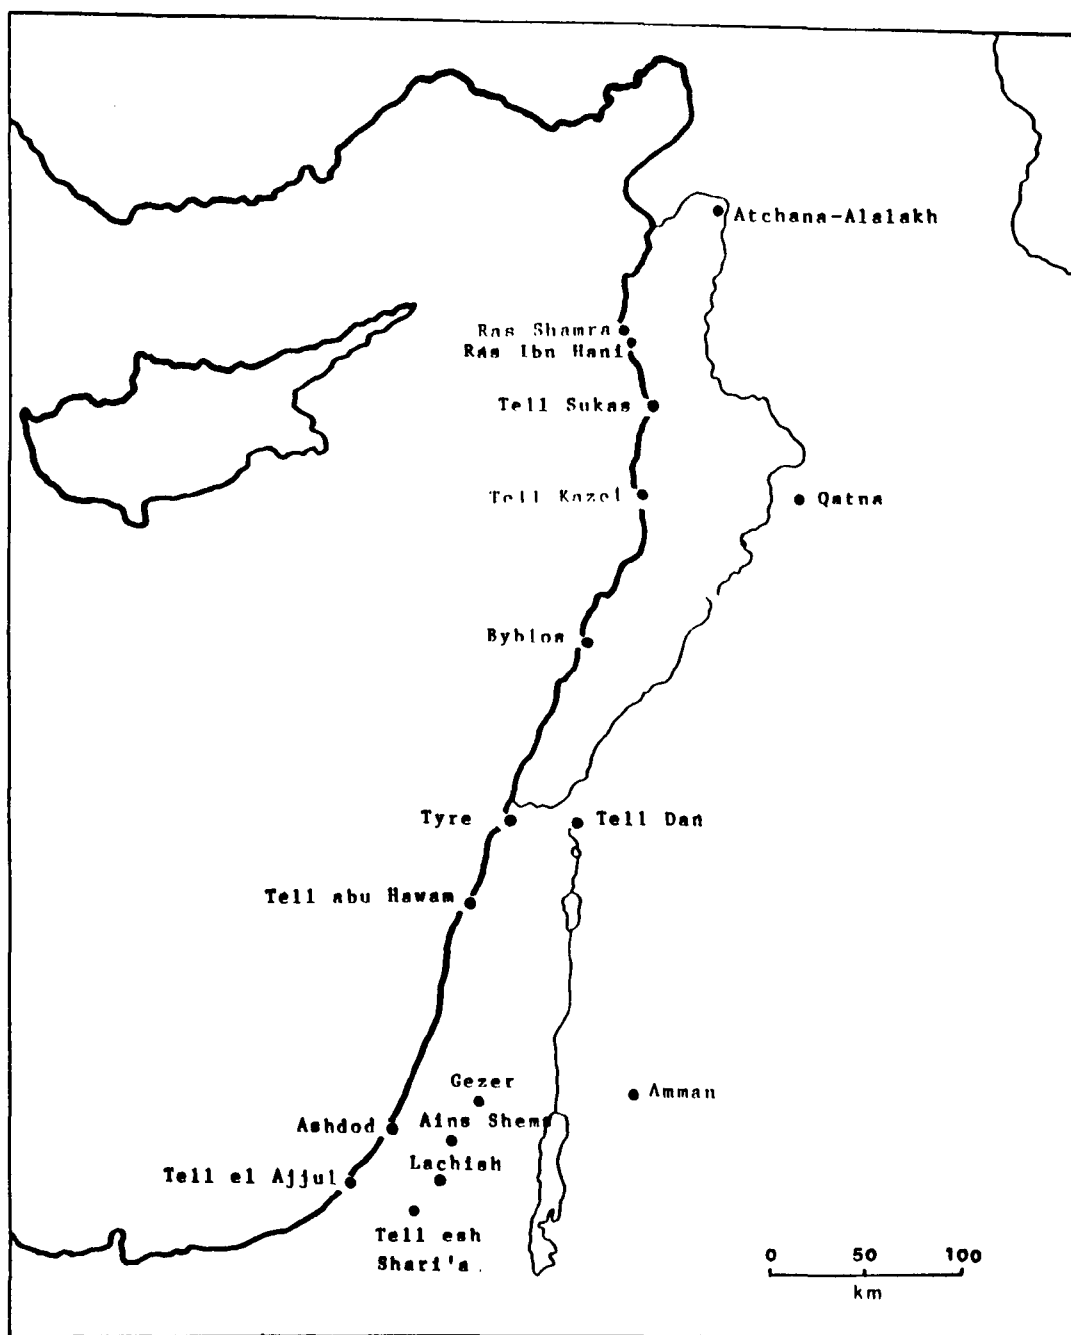 Atchana-Alalakh
Ras Shamra
Ras Ibn Hani
Tell Sukas
Tell Kazel
Qatna
Byblos
Tyre
Tell Dan
Tell abu Hawam
Gezer
Amman
Ashdod
Ains Shems
Lachish
Tell el Ajjul
Tell esh
Shari'a
0 50 100
km